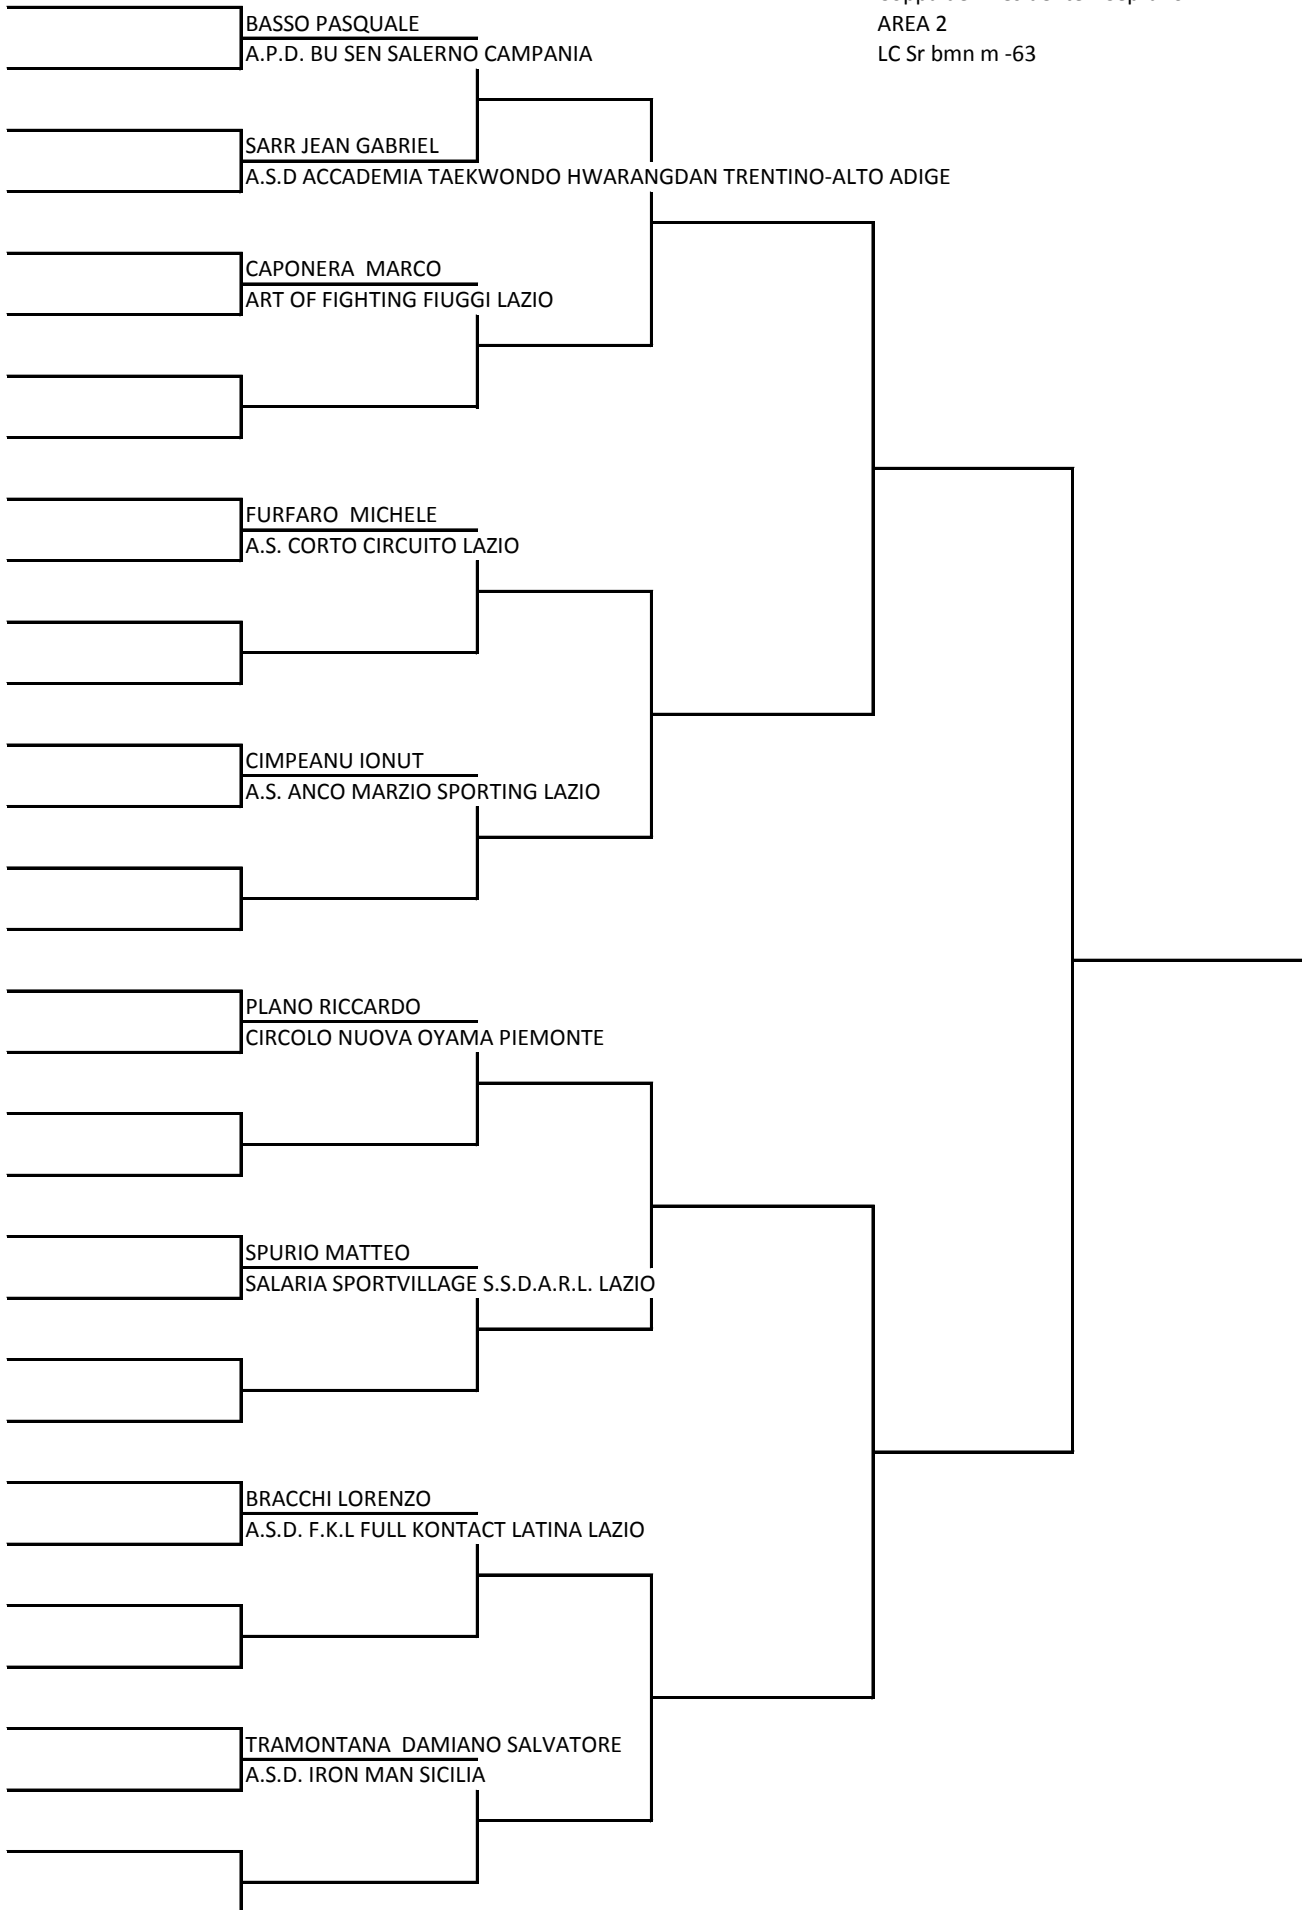 BASSO PASQUALE
AREA 2
A.P.D. BU SEN SALERNO CAMPANIA
LC Sr bmn m -63
SARR JEAN GABRIEL
A.S.D ACCADEMIA TAEKWONDO HWARANGDAN TRENTINO-ALTO ADIGE
CAPONERA  MARCO
ART OF FIGHTING FIUGGI LAZIO
FURFARO  MICHELE
A.S. CORTO CIRCUITO LAZIO
CIMPEANU IONUT
A.S. ANCO MARZIO SPORTING LAZIO
PLANO RICCARDO
CIRCOLO NUOVA OYAMA PIEMONTE
SPURIO MATTEO
SALARIA SPORTVILLAGE S.S.D.A.R.L. LAZIO
BRACCHI LORENZO
A.S.D. F.K.L FULL KONTACT LATINA LAZIO
TRAMONTANA  DAMIANO SALVATORE
A.S.D. IRON MAN SICILIA